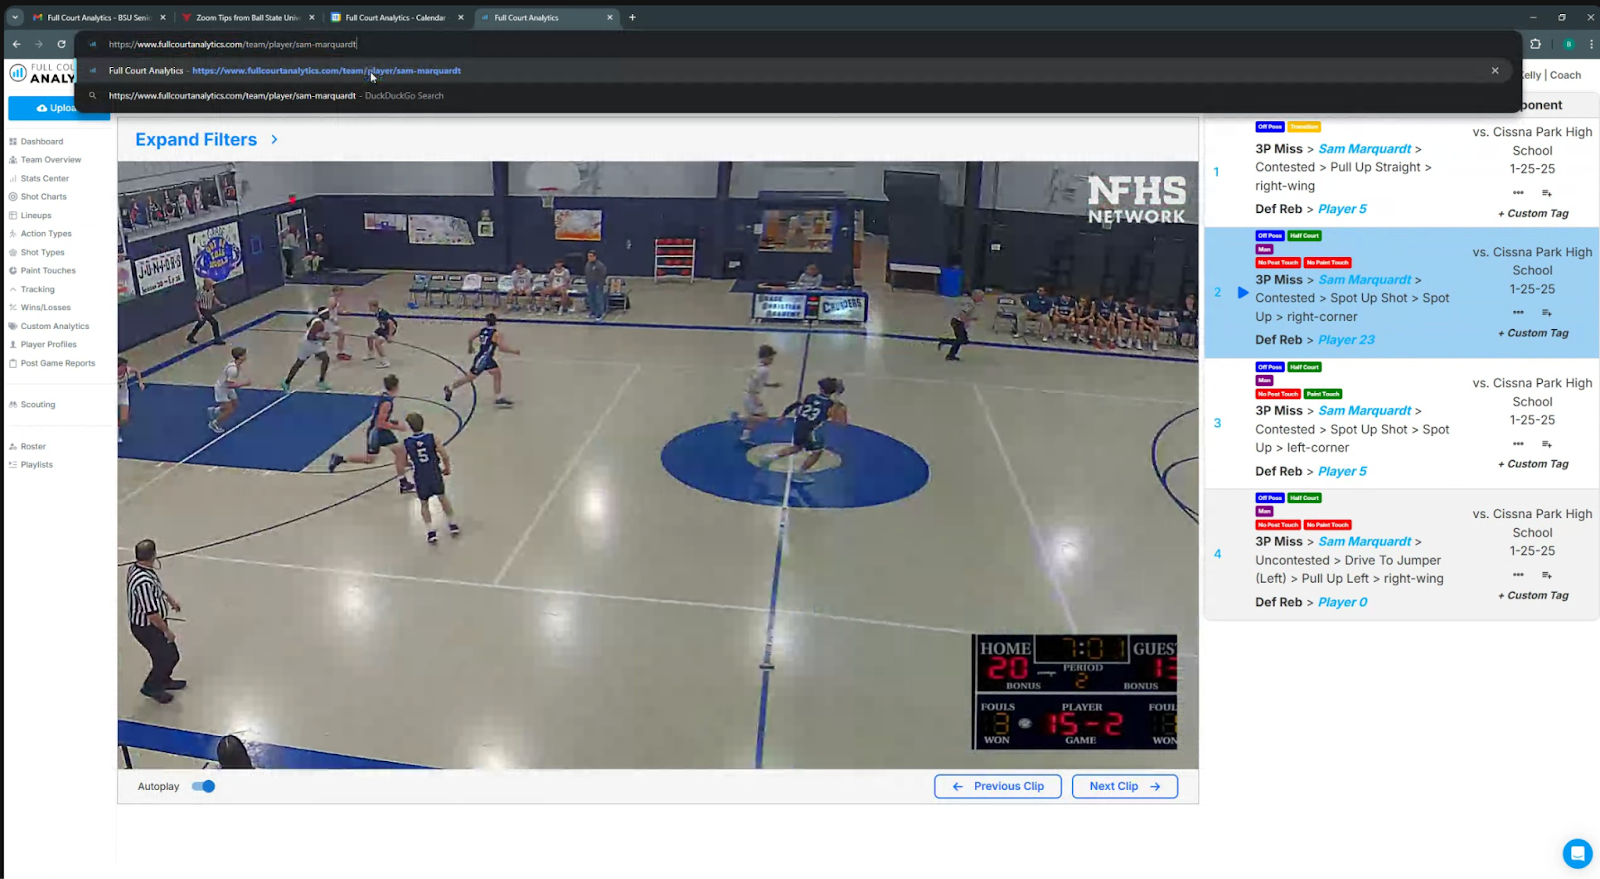 Full Court Analytics - BSU Seni
Zoom Tips from Ball State Univ
Full Court Analytics - Calendar
Full Court Analytics
https://www.fullcourtanalytics.com/team/player/sam-marquardt
B
Full Court Analytics - https://www.fullcourtanalytics.com/team/player/sam-marquardt
https://www.fullcourtanalytics.com/team/player/sam-marquardt - DuckDuckGo Search
FULL COU
ANALY
elly | Coach
Uploa
ponent
Dashboard
Team Overview
Stats Center
Shot Charts
Lineups
Action Types
Shot Types
Paint Touches
Tracking
Wins/Losses
Custom Analytics
Player Profiles
Post Game Reports
Scouting
Roster
Playlists
Expand Filters
NFHS
NETWORK
JUNIORS
GRACE
CHRISTIAN
ACADEMY
CRUSADERS
23
5
HOME 7:01 GUES
20 PERIOD 13
BONUS 2 BONUS
FOULS PLAYER FOUL
3 15-2
WON GAME WON
Autoplay
Previous Clip
Next Clip
1
Off Poss Transition
3P Miss > Sam Marquardt >
Contested > Pull Up Straight >
right-wing
Def Reb > Player 5
vs. Cissna Park High
School
1-25-25
+ Custom Tag
2
Off Poss Half Court
Man
No Post Touch No Paint Touch
3P Miss > Sam Marquardt >
Contested > Spot Up Shot > Spot
Up > right-corner
Def Reb > Player 23
vs. Cissna Park High
School
1-25-25
+ Custom Tag
3
Off Poss Half Court
Man
No Post Touch Paint Touch
3P Miss > Sam Marquardt >
Contested > Spot Up Shot > Spot
Up > left-corner
Def Reb > Player 5
vs. Cissna Park High
School
1-25-25
+ Custom Tag
4
Off Poss Half Court
Man
No Post Touch No Paint Touch
3P Miss > Sam Marquardt >
Uncontested > Drive To Jumper
(Left) > Pull Up Left > right-wing
Def Reb > Player 0
vs. Cissna Park High
School
1-25-25
+ Custom Tag